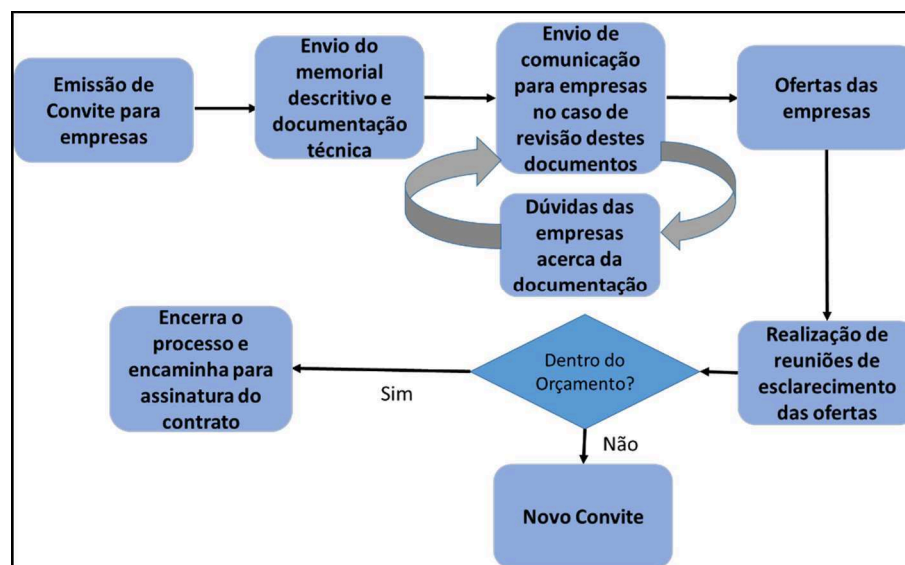 Emissão de
Convite para
empresas
Envio do
memorial
descritivo e
documentação
técnica
Envio de
comunicação
para empresas
no caso de
revisão destes
documentos
Ofertas das
empresas
Dúvidas das
empresas
acerca da
documentação
Realização de
reuniões de
esclarecimento
das ofertas
Dentro do
Orçamento?
Sim
Encerra o
processo e
encaminha para
assinatura do
contrato
Não
Novo Convite